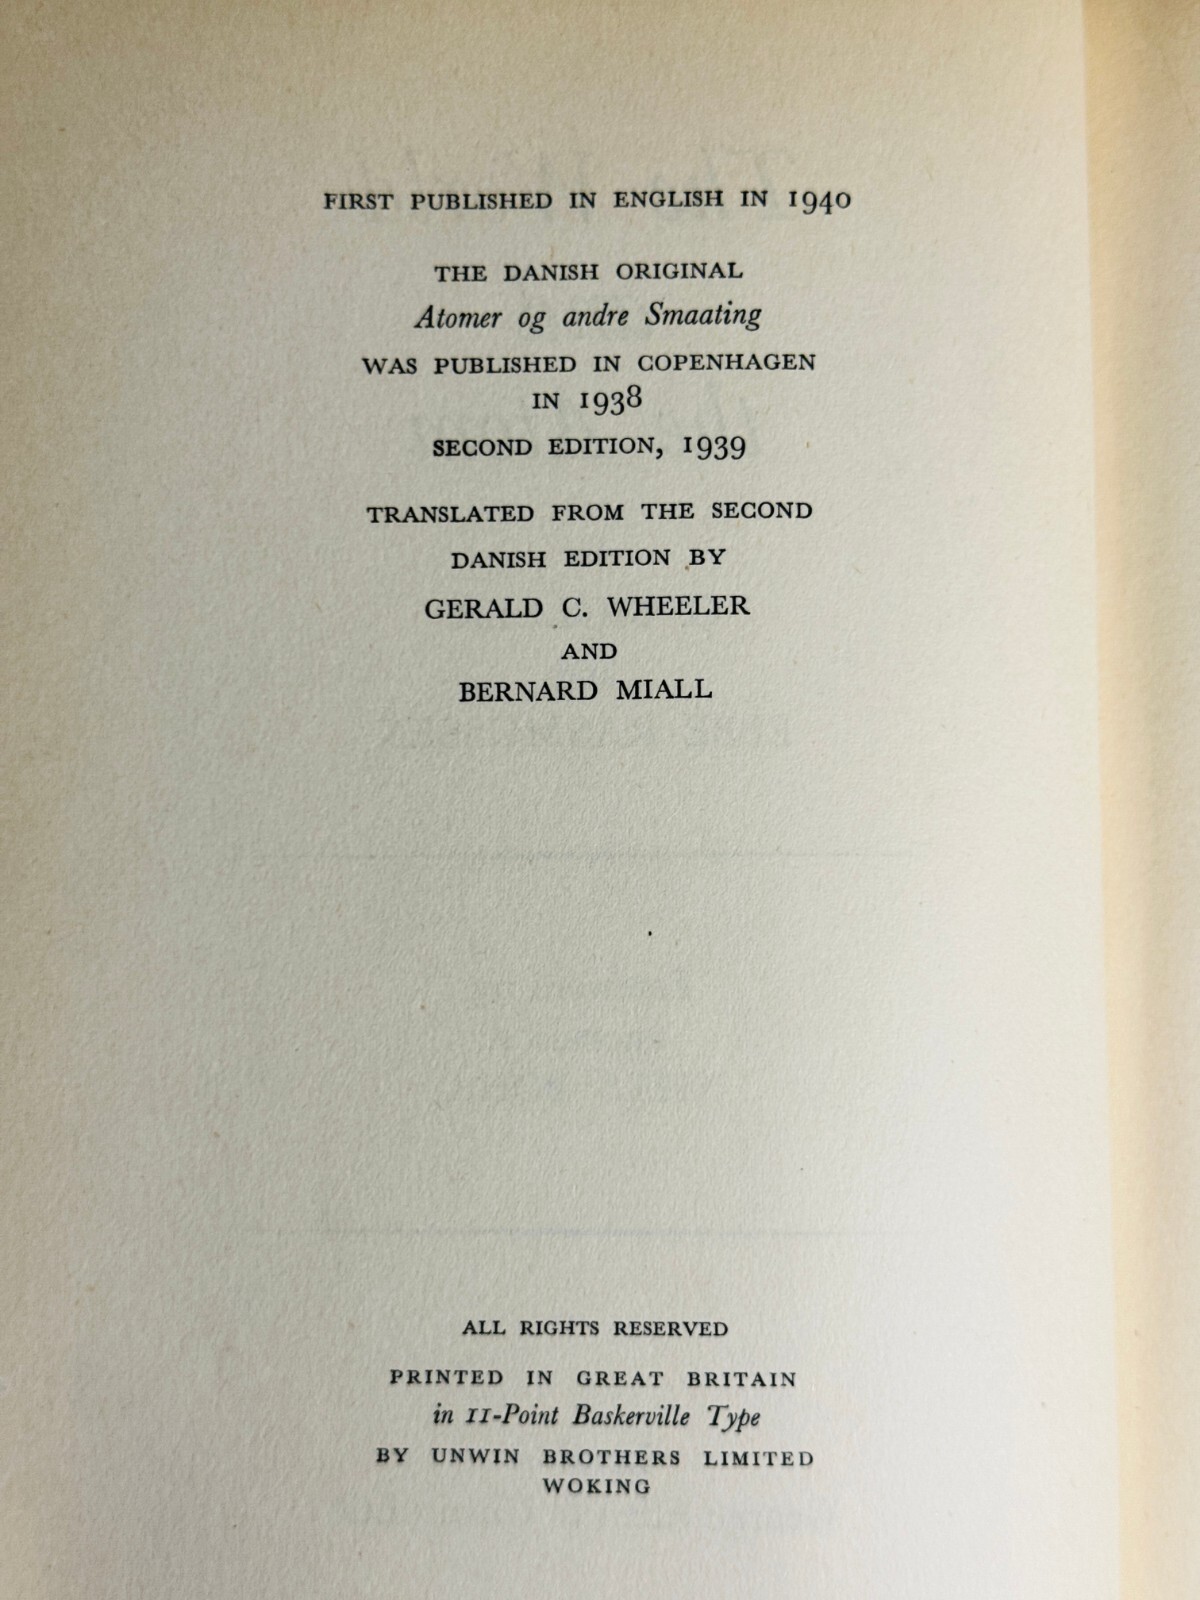 FIRST PUBLISHED IN ENGLISH IN 1940
THE DANISH ORIGINAL
Atomer og andre Smaating
WAS PUBLISHED IN COPENHAGEN
IN 1938
SECOND EDITION, 1939
TRANSLATED FROM THE SECOND
DANISH EDITION BY
GERALD C. WHEELER
AND
BERNARD MIALL
ALL RIGHTS RESERVED
PRINTED IN GREAT BRITAIN
in 11-Point Baskerville Type
BY UNWIN BROTHERS LIMITED
WOKING